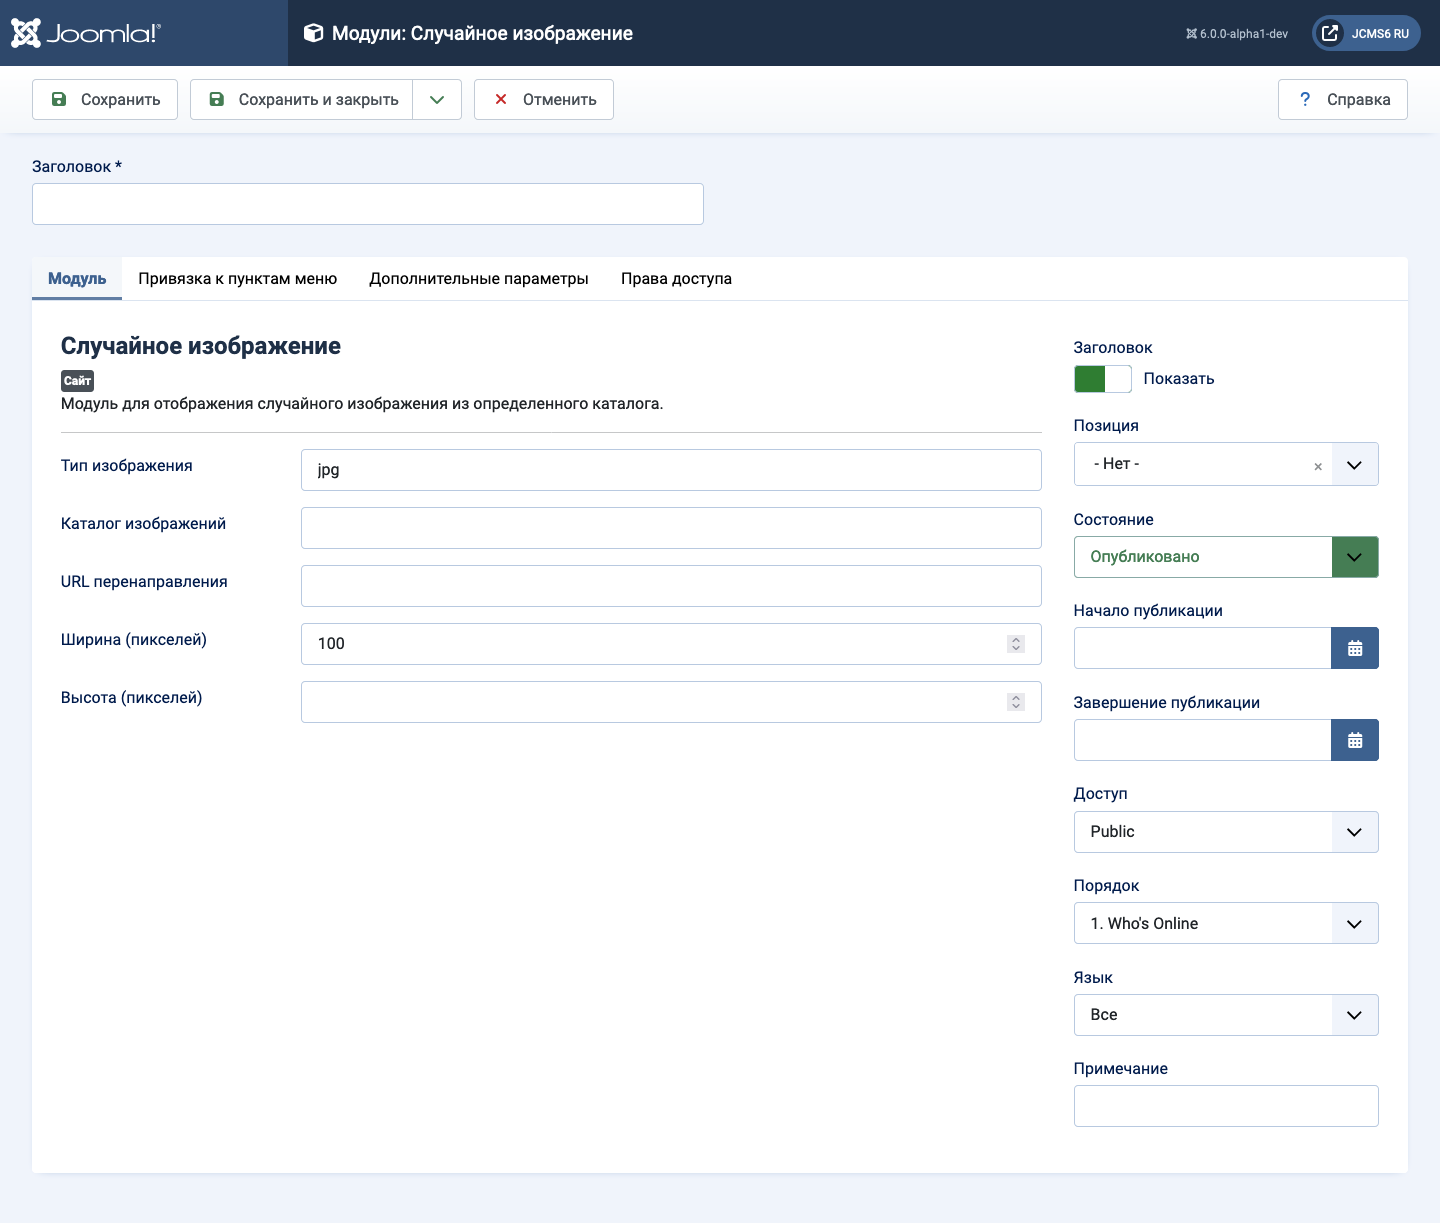 Joomla!®
Модули: Случайное изображение
6.0.0-alpha1-dev
JCMS6 RU
Сохранить
Сохранить и закрыть
Отменить
? Справка
Заголовок *
Модуль
Привязка к пунктам меню
Дополнительные параметры
Права доступа
Случайное изображение
Сайт
Модуль для отображения случайного изображения из определенного каталога.
Тип изображения
jpg
Каталог изображений
URL перенаправления
Ширина (пикселей)
100
Высота (пикселей)
Заголовок
Показать
Позиция
- Нет -
×
Состояние
Опубликовано
Начало публикации
Завершение публикации
Доступ
Public
Порядок
1. Who's Online
Язык
Все
Примечание